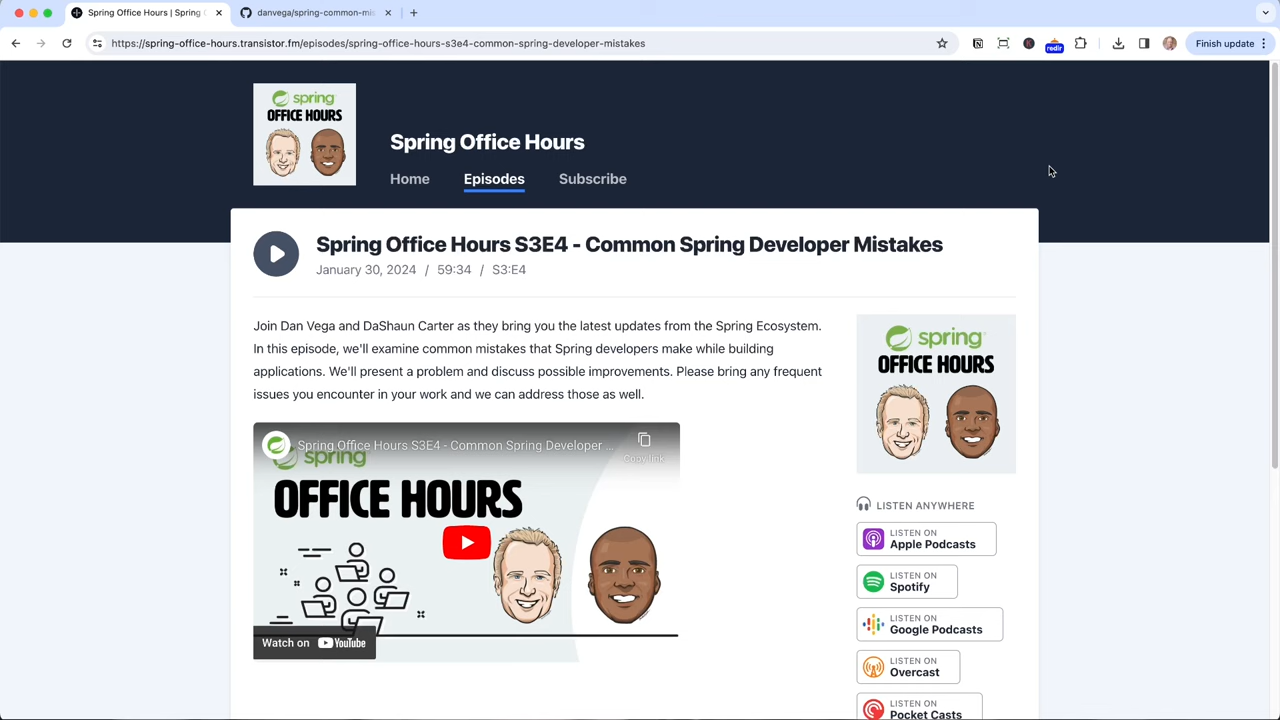 Spring Office Hours | Spring
danvega/spring-common-mis
https://spring-office-hours.transistor.fm/episodes/spring-office-hours-s3e4-common-spring-developer-mistakes
redir
Finish update
spring
OFFICE HOURS
Spring Office Hours
Home
Episodes
Subscribe
Spring Office Hours S3E4 - Common Spring Developer Mistakes
January 30, 2024 / 59:34 / S3:E4
Join Dan Vega and DaShaun Carter as they bring you the latest updates from the Spring Ecosystem.
In this episode, we'll examine common mistakes that Spring developers make while building
applications. We'll present a problem and discuss possible improvements. Please bring any frequent
issues you encounter in your work and we can address those as well.
Spring Office Hours S3E4 - Common Spring Developer ...
Copy link
spring
OFFICE HOURS
Watch on YouTube
spring
OFFICE HOURS
LISTEN ANYWHERE
LISTEN ON
Apple Podcasts
LISTEN ON
Spotify
LISTEN ON
Google Podcasts
LISTEN ON
Overcast
LISTEN ON
Pocket Casts